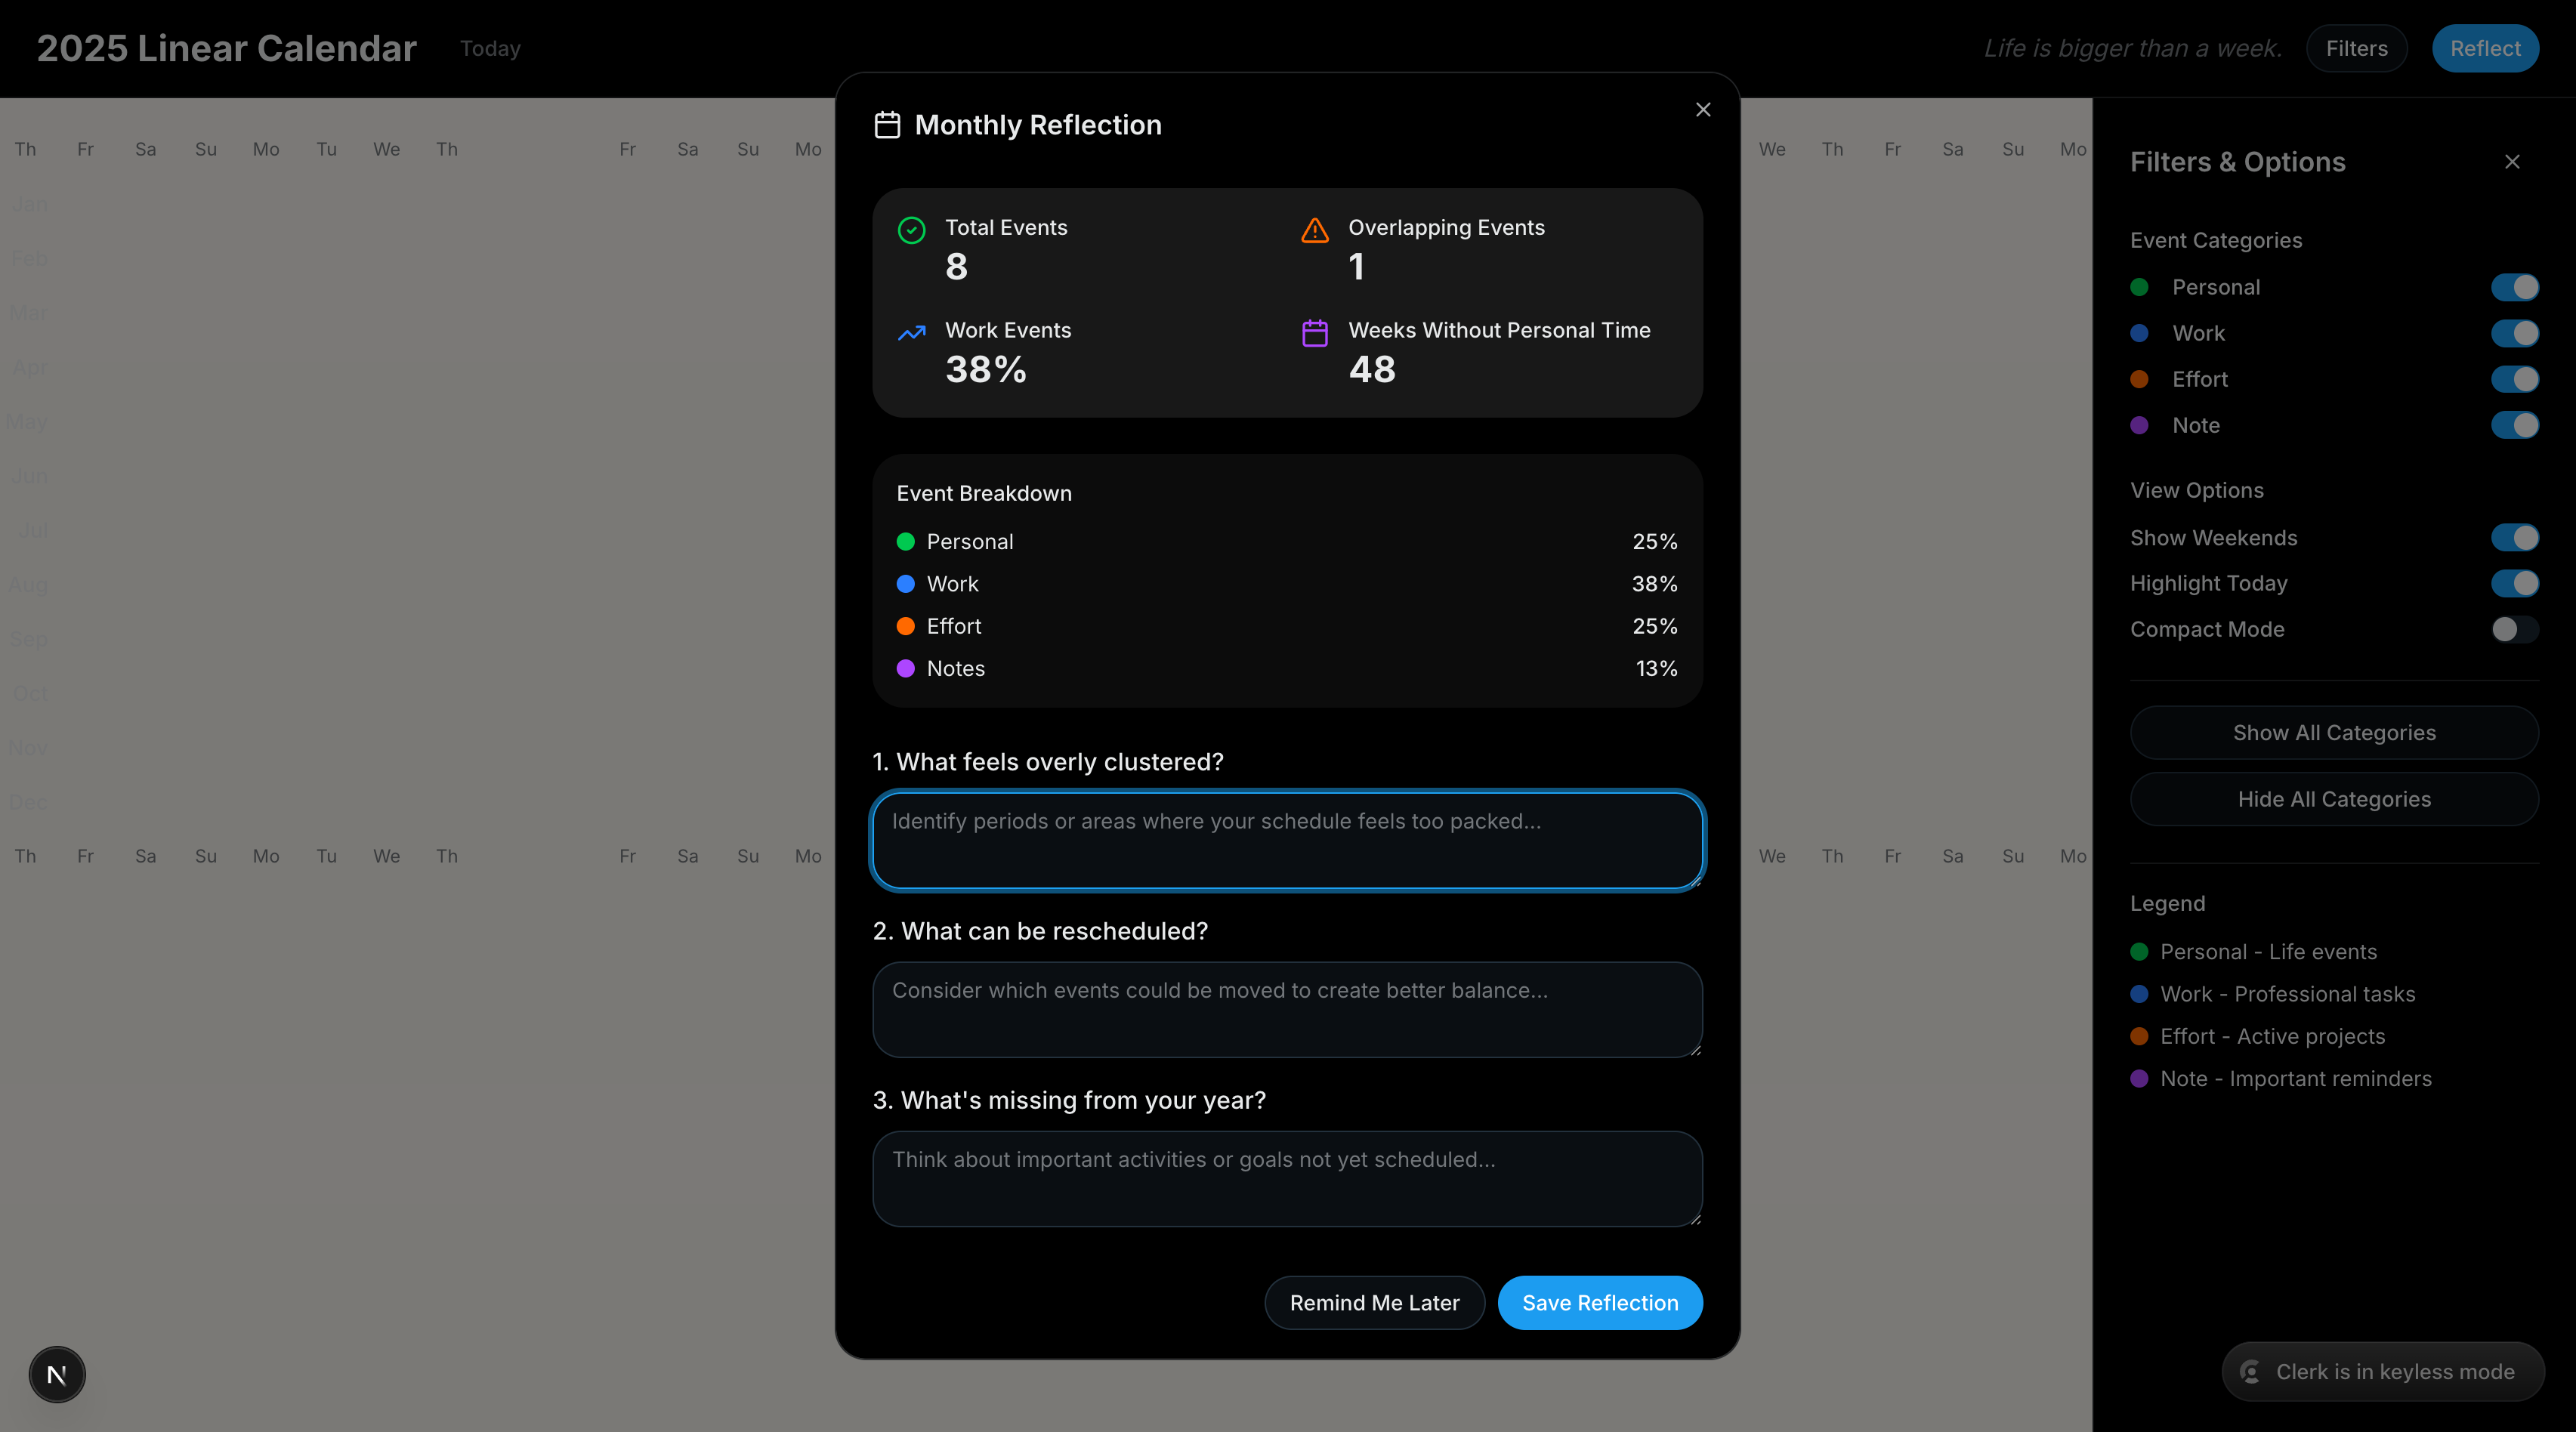 2025 Linear Calendar Today Life is bigger than a week. Filters Reflect
Monthly Reflection
Total Events
8
Overlapping Events
1
Work Events
38%
Weeks Without Personal Time
48
Event Breakdown
Personal 25%
Work 38%
Effort 25%
Notes 13%
1. What feels overly clustered?
Identify periods or areas where your schedule feels too packed...
2. What can be rescheduled?
Consider which events could be moved to create better balance...
3. What's missing from your year?
Think about important activities or goals not yet scheduled...
Remind Me Later Save Reflection
Th Fr Sa Su Mo Tu We Th Fr Sa Su Mo We Th Fr Sa Su Mo
Jan
Feb
Mar
Apr
May
Jun
Jul
Aug
Sep
Oct
Nov
Dec
Th Fr Sa Su Mo Tu We Th Fr Sa Su Mo We Th Fr Sa Su Mo
Filters & Options
Event Categories
Personal
Work
Effort
Note
View Options
Show Weekends
Highlight Today
Compact Mode
Show All Categories
Hide All Categories
Legend
Personal - Life events
Work - Professional tasks
Effort - Active projects
Note - Important reminders
N
Clerk is in keyless mode